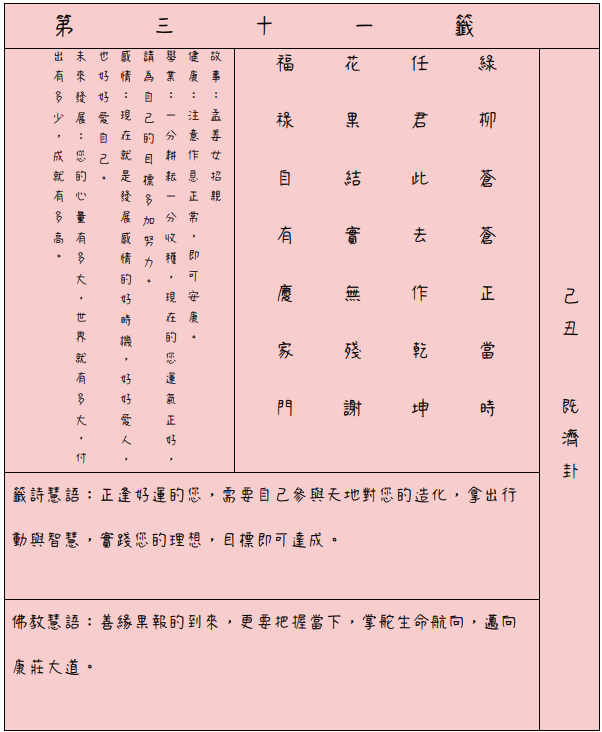 第三十一籤
己丑 既濟卦
綠柳蒼蒼正當時
任君此去作乾坤
花果結實無殘謝
福祿自有慶家門
故事：孟姜女招親
健康：注意作息正常，即可安康。
學業：一分耕耘一分收穫，現在的您運氣正好，
請為自己的目標多加努力。
感情：現在就是發展感情的好時機，好好愛人，
也好好愛自己。
未來發展：您的心量有多大，世界就有多大，付
出有多少，成就有多高。
籤詩慧語：正逢好運的您，需要自己參與天地對您的造化，拿出行
動與智慧，實踐您的理想，目標即可達成。
佛教慧語：善緣果報的到來，更要把握當下，掌舵生命航向，邁向
康莊大道。